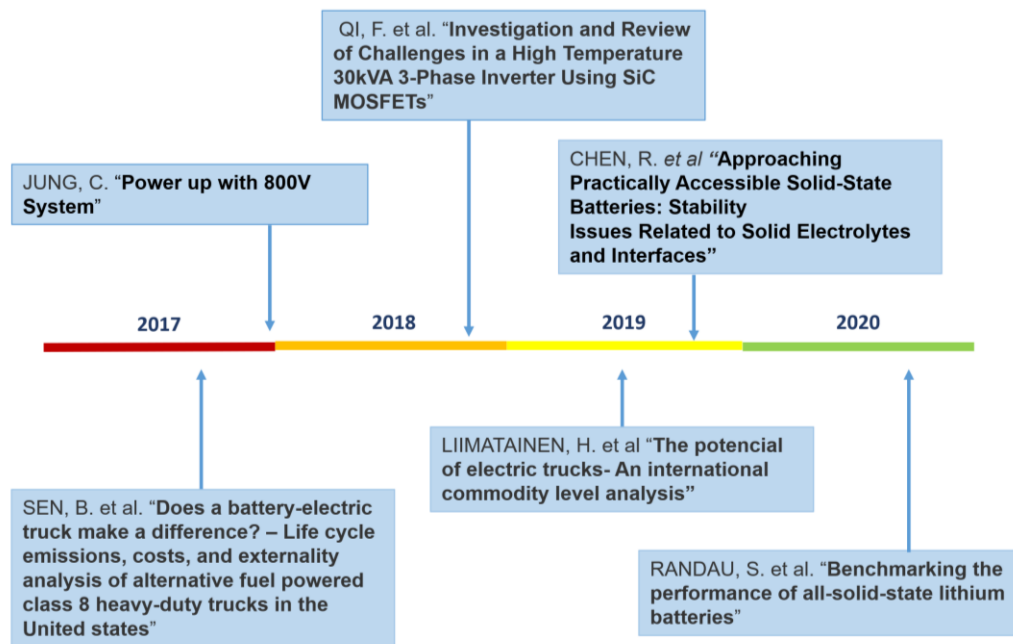 QI, F. et al. “Investigation and Review
of Challenges in a High Temperature
30kVA 3-Phase Inverter Using SiC
MOSFETs”
JUNG, C. “Power up with 800V
System”
CHEN, R. et al “Approaching
Practically Accessible Solid-State
Batteries: Stability
Issues Related to Solid Electrolytes
and Interfaces”
2017
2018
2019
2020
SEN, B. et al. “Does a battery-electric
truck make a difference? – Life cycle
emissions, costs, and externality
analysis of alternative fuel powered
class 8 heavy-duty trucks in the
United states”
LIIMATAINEN, H. et al “The potencial
of electric trucks- An international
commodity level analysis”
RANDAU, S. et al. “Benchmarking the
performance of all-solid-state lithium
batteries”